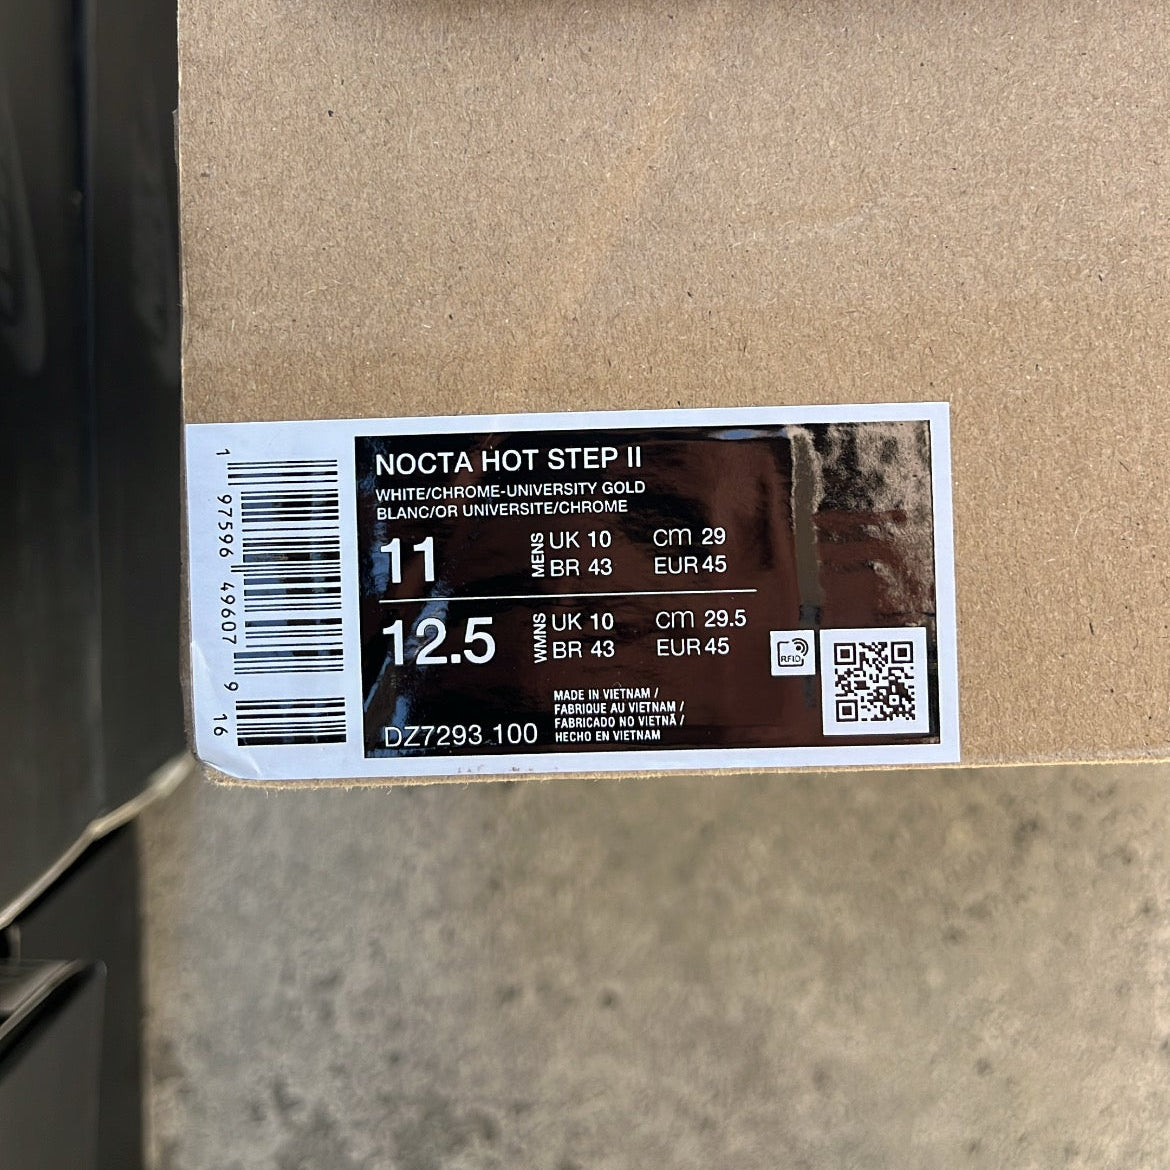 1 97596 49607 9 16
NOCTA HOT STEP II
WHITE/CHROME-UNIVERSITY GOLD
BLANC/OR UNIVERSITE/CHROME
11 MENS UK 10 CM 29
BR 43 EUR 45
12.5 WMNS UK 10 CM 29.5
BR 43 EUR 45
RFID
MADE IN VIETNAM /
FABRIQUE AU VIETNAM /
FABRICADO NO VIETNÃ /
HECHO EN VIETNAM
DZ7293 100